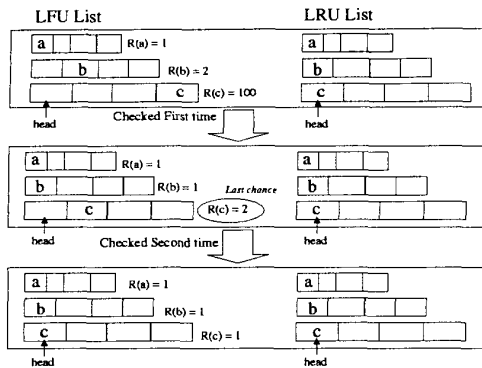 LFU List LRU List
a R(a) = 1 a
b R(b) = 2 b
c R(c) = 100 c
head head
Checked First time
a R(a) = 1 a
b R(b) = 1 b
Last chance
c R(c) = 2 c
head head
Checked Second time
a R(a) = 1 a
b R(b) = 1 b
c R(c) = 1 c
head head